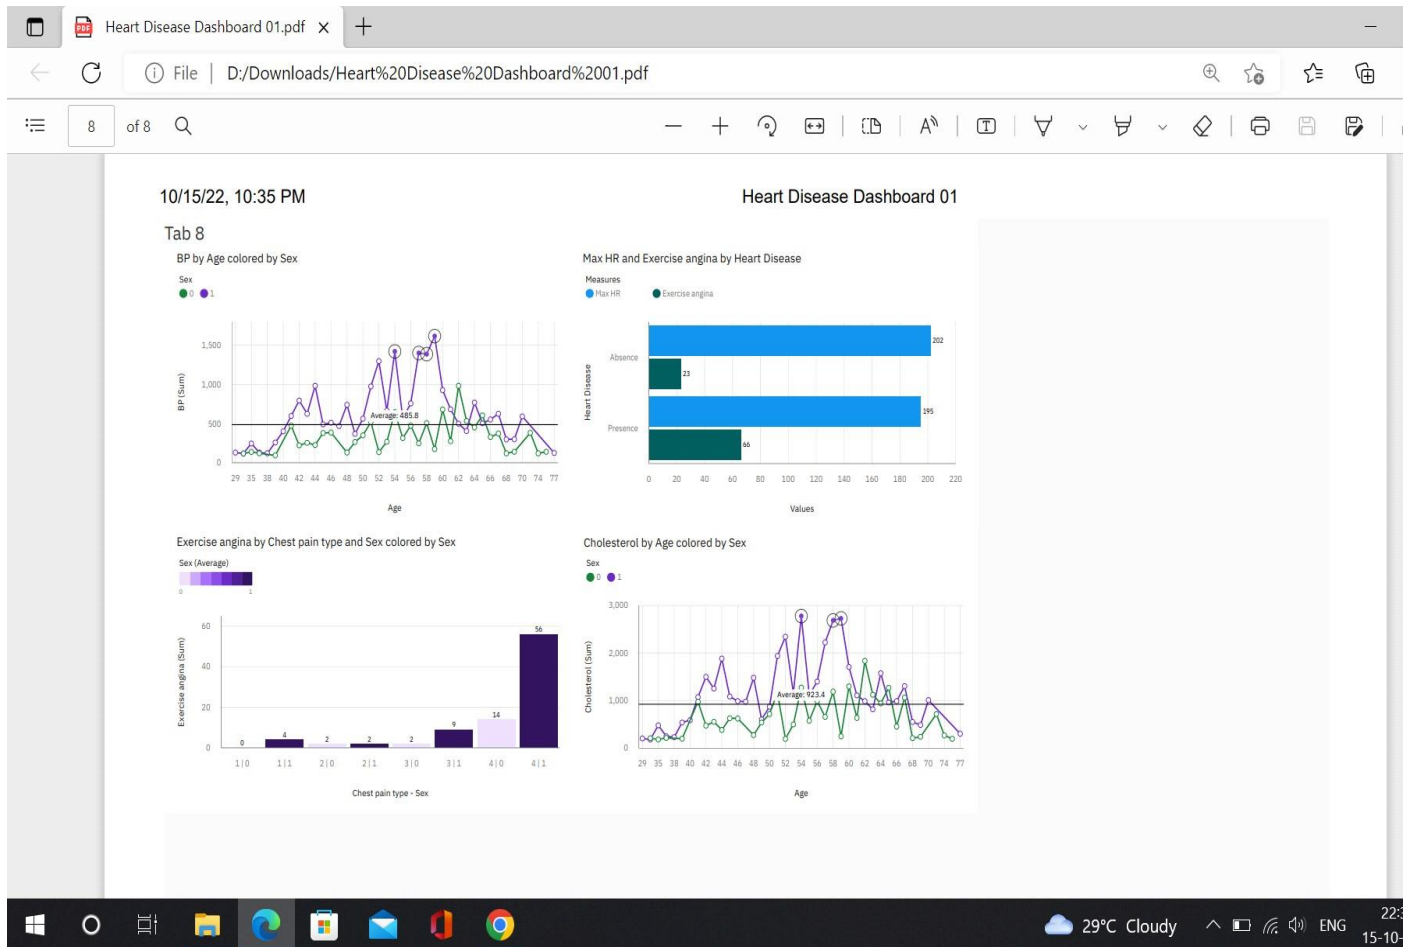 Heart Disease Dashboard 01.pdf
File | D:/Downloads/Heart%20Disease%20Dashboard%2001.pdf
8 of 8
10/15/22, 10:35 PM Heart Disease Dashboard 01
Tab 8
BP by Age colored by Sex
Sex
0 1
BP (Sum)
1,500
1,000
500
0
Average: 485.8
29 35 38 40 42 44 46 48 50 52 54 56 58 60 62 64 66 68 70 74 77
Age
Max HR and Exercise angina by Heart Disease
Measures
Max HR Exercise angina
Heart Disease
Absence
202
23
Presence
195
66
0 20 40 60 80 100 120 140 160 180 200 220
Values
Exercise angina by Chest pain type and Sex colored by Sex
Sex (Average)
0 1
Exercise angina (Sum)
60
40
20
0
0 4 2 2 2 9 14 56
1|0 1|1 2|0 2|1 3|0 3|1 4|0 4|1
Chest pain type - Sex
Cholesterol by Age colored by Sex
Sex
0 1
Cholesterol (Sum)
3,000
2,000
1,000
0
Average: 923.4
29 35 38 40 42 44 46 48 50 52 54 56 58 60 62 64 66 68 70 74 77
Age
29°C Cloudy ENG
15-10-